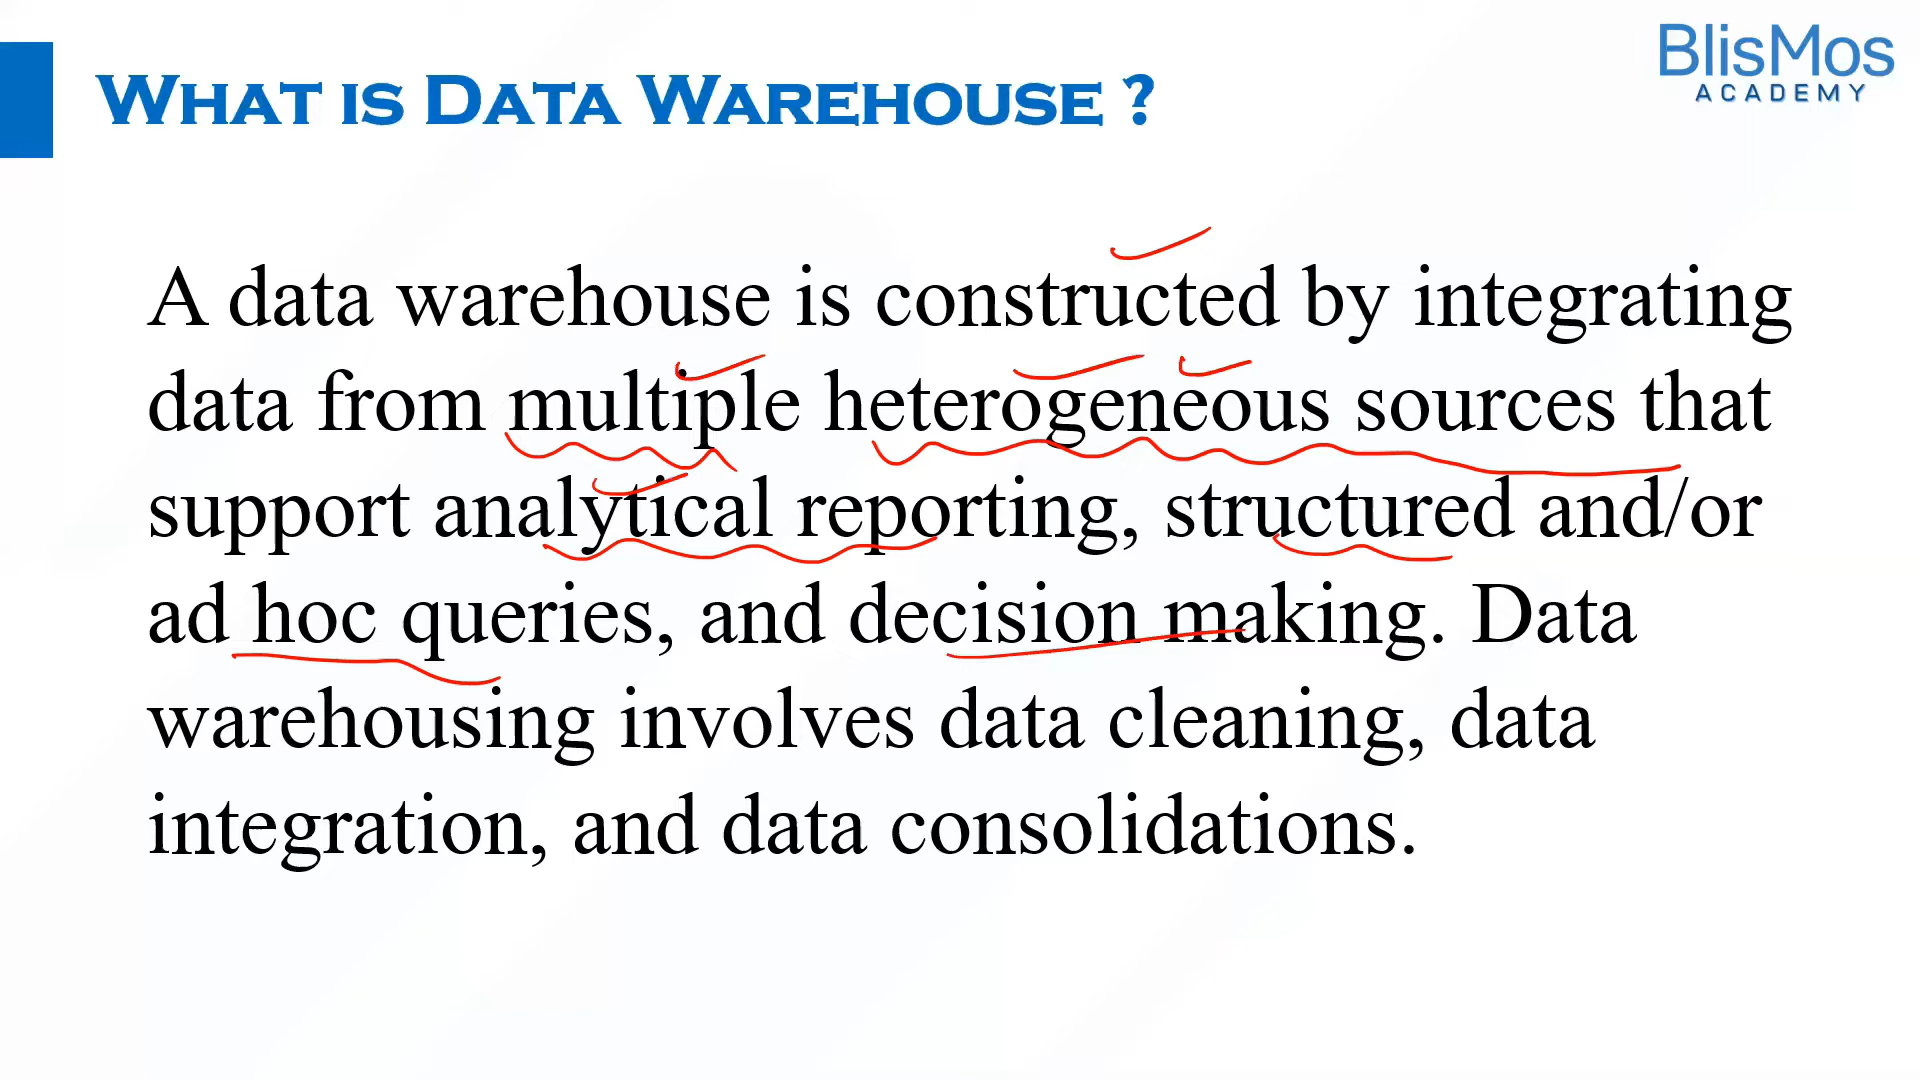 BlisMos
ACADEMY
WHAT IS DATA WAREHOUSE ?
A data warehouse is constructed by integrating
data from multiple heterogeneous sources that
support analytical reporting, structured and/or
ad hoc queries, and decision making. Data
warehousing involves data cleaning, data
integration, and data consolidations.